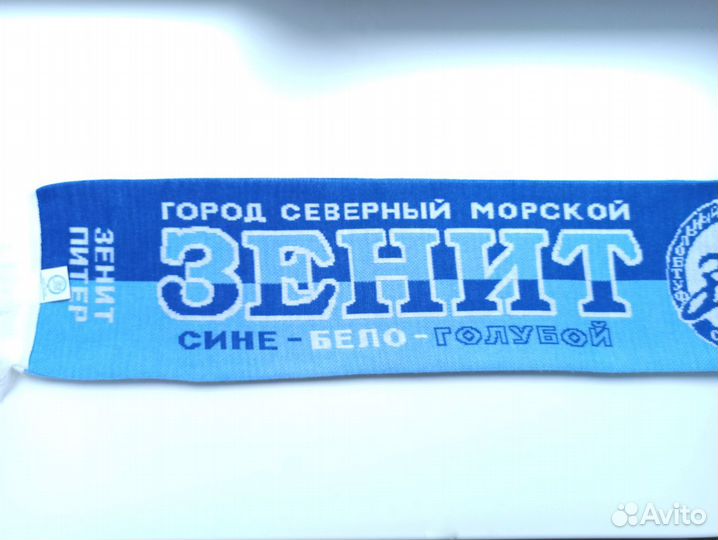 ЗЕНИТ
ПИТЕР
ГОРОД СЕВЕРНЫЙ МОРСКОЙ
ЗЕНИТ
СИНЕ-БЕЛО-ГОЛУБОЙ
Avito